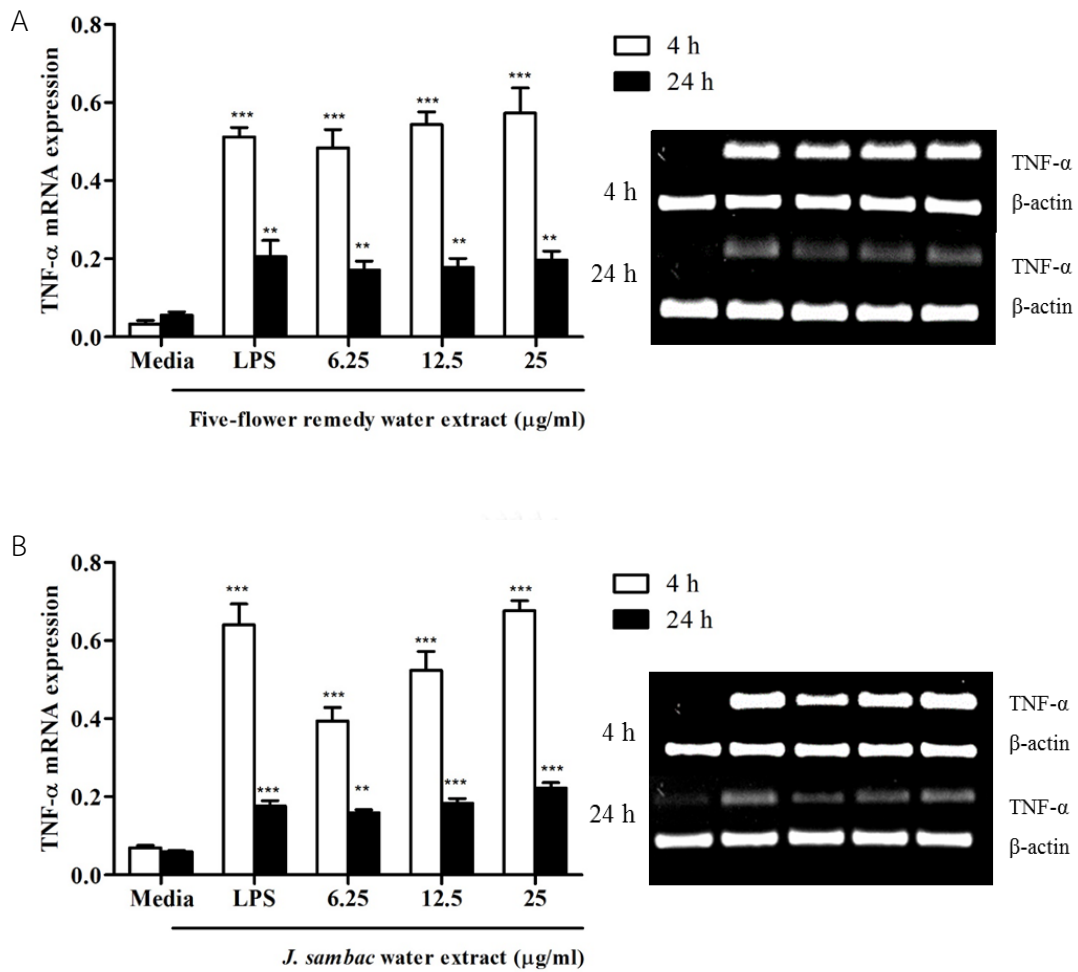 A
TNF-α mRNA expression
0.8
0.6
0.4
0.2
0.0
***
***
***
***
**
**
**
**
Media LPS 6.25 12.5 25
Five-flower remedy water extract (μg/ml)
4 h
24 h
4 h
24 h
TNF-α
β-actin
TNF-α
β-actin
B
TNF-α mRNA expression
0.8
0.6
0.4
0.2
0.0
***
***
***
***
***
**
***
***
Media LPS 6.25 12.5 25
J. sambac water extract (μg/ml)
4 h
24 h
4 h
24 h
TNF-α
β-actin
TNF-α
β-actin